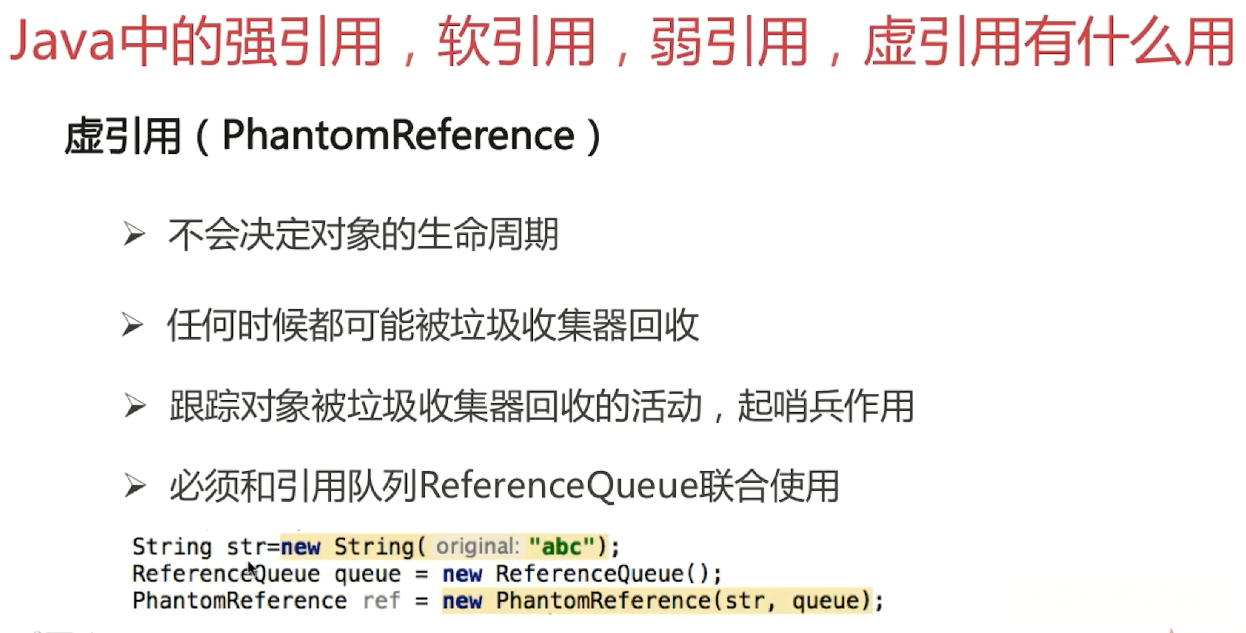 Java中的强引用，软引用，弱引用，虚引用有什么用
虚引用（PhantomReference）
➢ 不会决定对象的生命周期
➢ 任何时候都可能被垃圾收集器回收
➢ 跟踪对象被垃圾收集器回收的活动，起哨兵作用
➢ 必须和引用队列ReferenceQueue联合使用
String str=new String( original: "abc");
ReferenceQueue queue = new ReferenceQueue();
PhantomReference ref = new PhantomReference(str, queue);